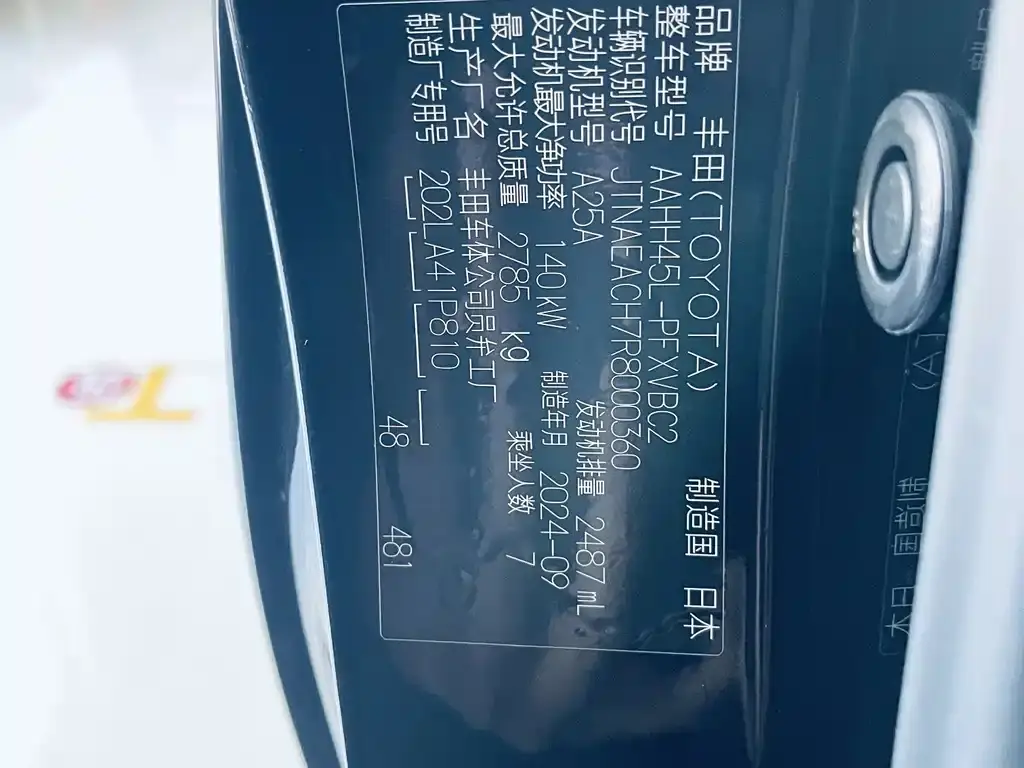 品牌 丰田(TOYOTA) 制造国 日本
整车型号 AAHH45L-PFXVBC2
车辆识别代号 JTNAEACH7R8000360
发动机型号 A25A 发动机排量 2487 mL
发动机最大净功率 140 kW 制造年月 2024-09
最大允许总质量 2785 kg 乘坐人数 7
生产厂名 丰田车体公司员弁工厂
制造厂专用号 202LA41P810
48 481